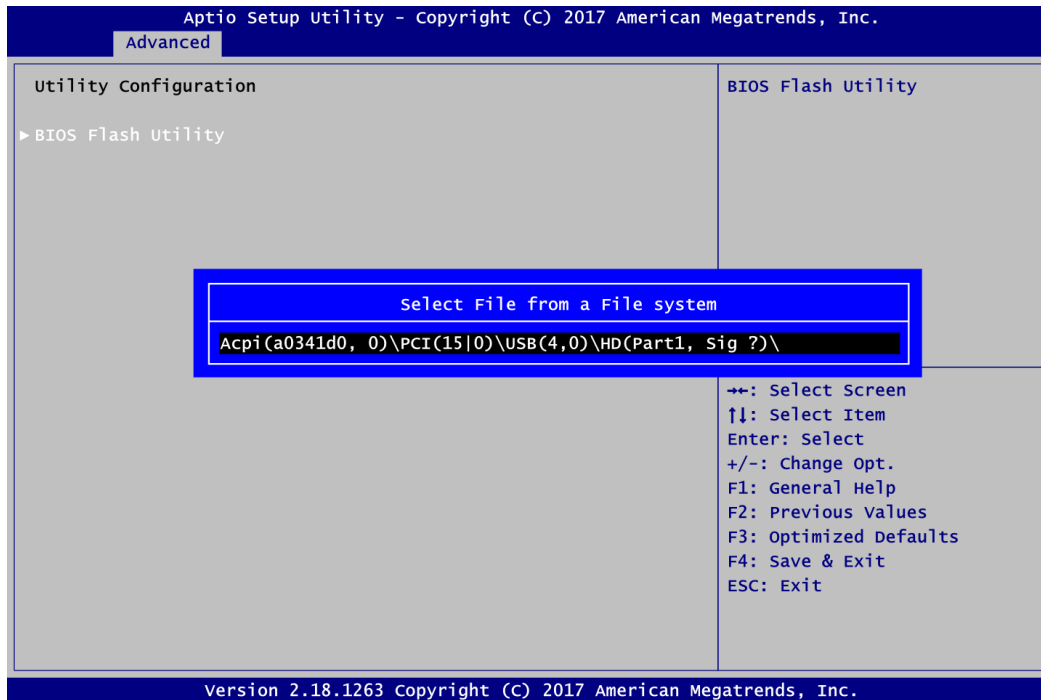 Aptio Setup Utility - Copyright (C) 2017 American Megatrends, Inc.
Advanced
Utility Configuration
▶ BIOS Flash Utility
BIOS Flash Utility
Select File from a File system
Acpi(a0341d0, 0)\PCI(15|0)\USB(4,0)\HD(Part1, Sig ?)\
→←: Select Screen
↑↓: Select Item
Enter: Select
+/-: Change Opt.
F1: General Help
F2: Previous Values
F3: Optimized Defaults
F4: Save & Exit
ESC: Exit
Version 2.18.1263 Copyright (C) 2017 American Megatrends, Inc.